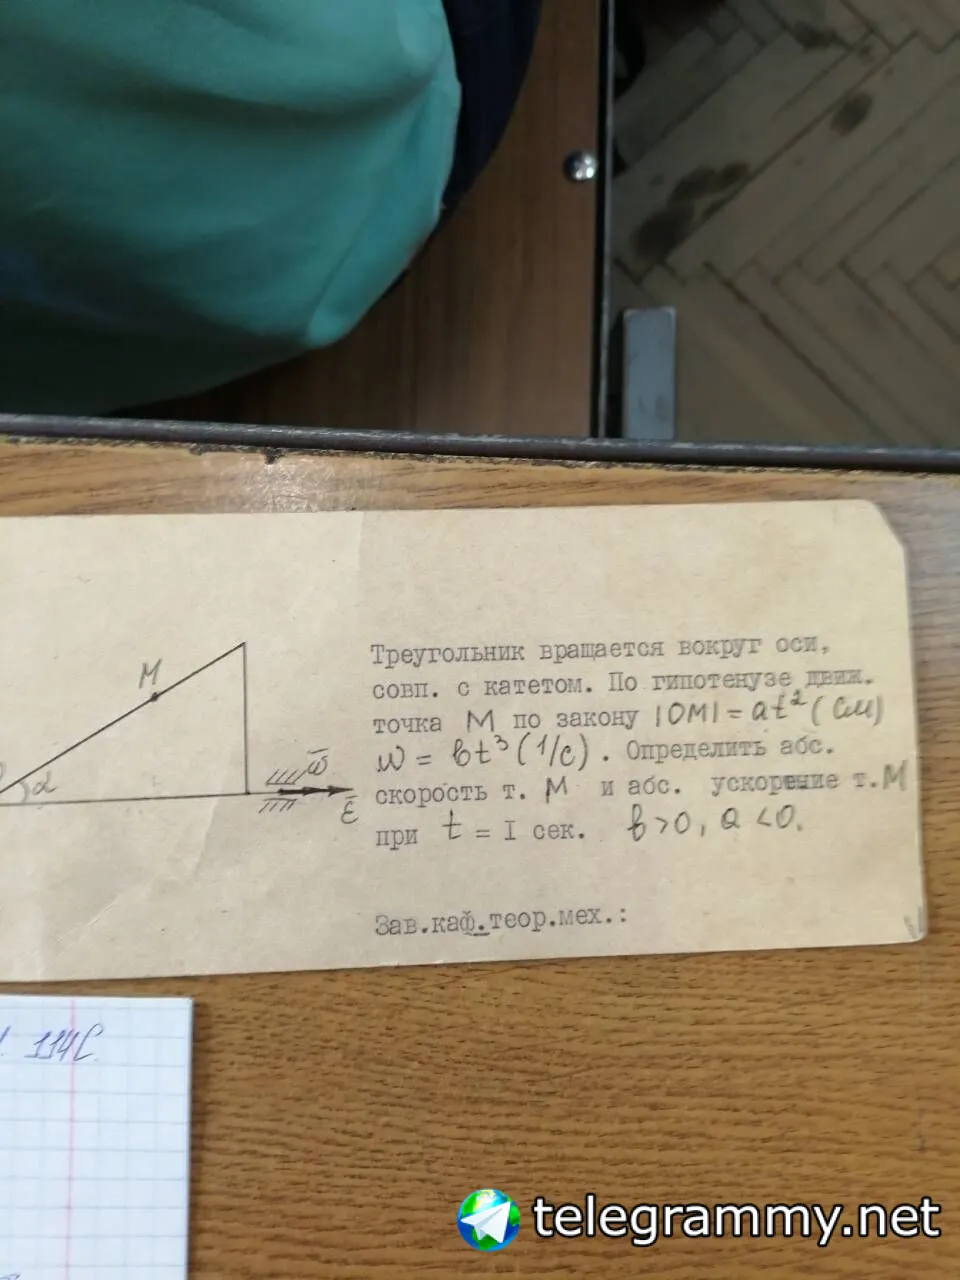 Треугольник вращается вокруг оси,
совп. с катетом. По гипотенузе движ.
точка M по закону |OM| = at² (см)
ω = bt³ (1/с). Определить абс.
скорость т. M и абс. ускорение т. M
при t = I сек. b>0, a<0.
Зав.каф.теор.мех.:
M
α
ω̄
ε̄
114С
telegrammy.net